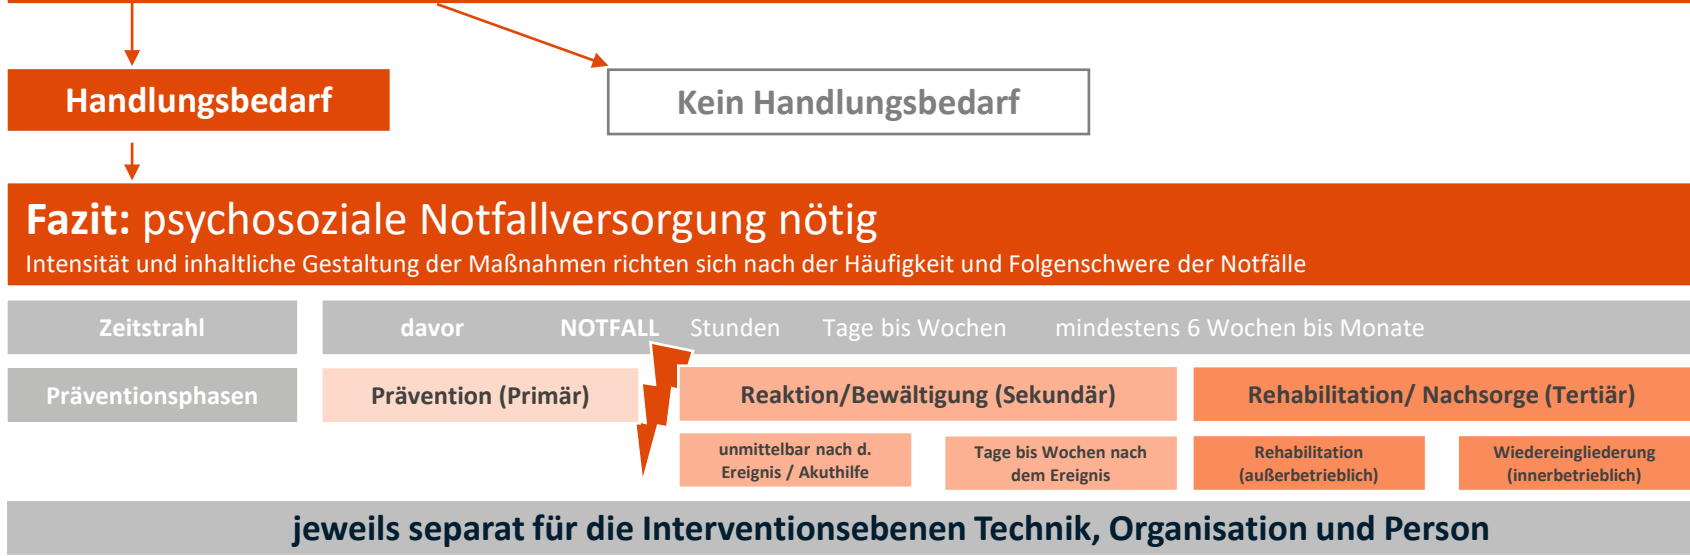 Handlungsbedarf
Kein Handlungsbedarf
Fazit: psychosoziale Notfallversorgung nötig
Intensität und inhaltliche Gestaltung der Maßnahmen richten sich nach der Häufigkeit und Folgenschwere der Notfälle
Zeitstrahl
davor NOTFALL Stunden Tage bis Wochen mindestens 6 Wochen bis Monate
Präventionsphasen
Prävention (Primär)
Reaktion/Bewältigung (Sekundär)
Rehabilitation/ Nachsorge (Tertiär)
unmittelbar nach d.
Ereignis / Akuthilfe
Tage bis Wochen nach
dem Ereignis
Rehabilitation
(außerbetrieblich)
Wiedereingliederung
(innerbetrieblich)
jeweils separat für die Interventionsebenen Technik, Organisation und Person